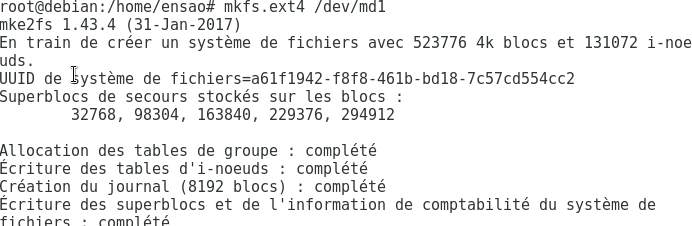 root@debian:/home/ensao# mkfs.ext4 /dev/md1
mke2fs 1.43.4 (31-Jan-2017)
En train de créer un système de fichiers avec 523776 4k blocs et 131072 i-noe
uds.
UUID de système de fichiers=a61f1942-f8f8-461b-bd18-7c57cd554cc2
Superblocs de secours stockés sur les blocs :
32768, 98304, 163840, 229376, 294912
Allocation des tables de groupe : complété
Écriture des tables d'i-noeuds : complété
Création du journal (8192 blocs) : complété
Écriture des superblocs et de l'information de comptabilité du système de
fichiers : complété